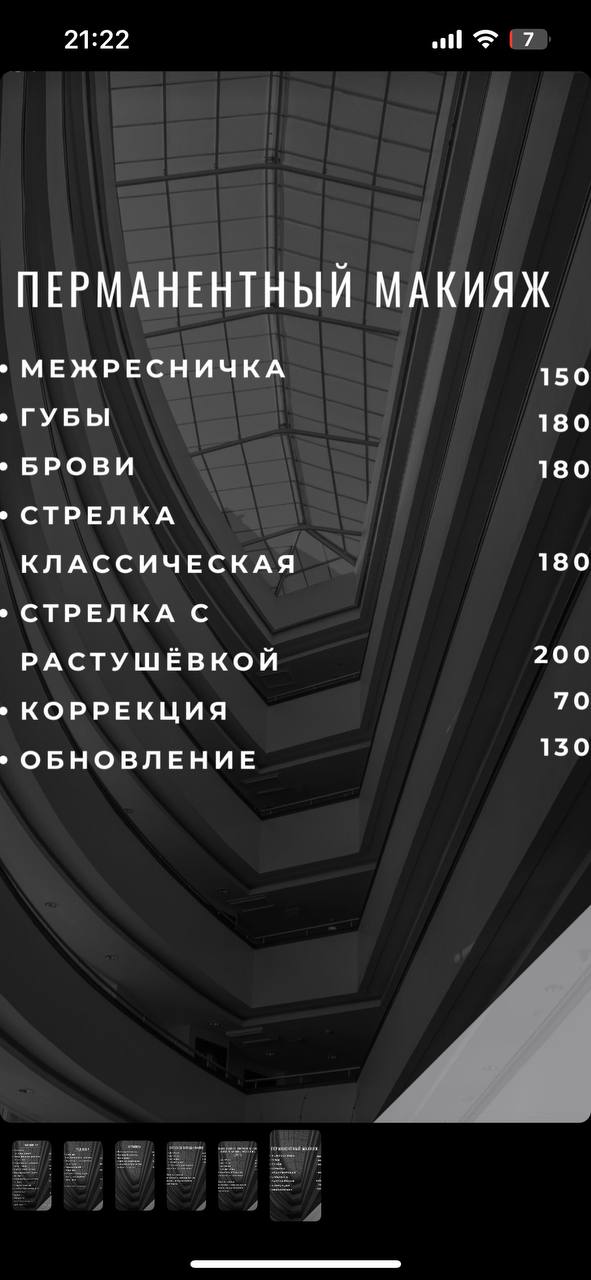 21:22
7
ПЕРМАНЕНТНЫЙ МАКИЯЖ
• МЕЖРЕСНИЧКА 150
• ГУБЫ 180
• БРОВИ 180
• СТРЕЛКА
КЛАССИЧЕСКАЯ 180
• СТРЕЛКА С
РАСТУШЁВКОЙ 200
• КОРРЕКЦИЯ 70
• ОБНОВЛЕНИЕ 130